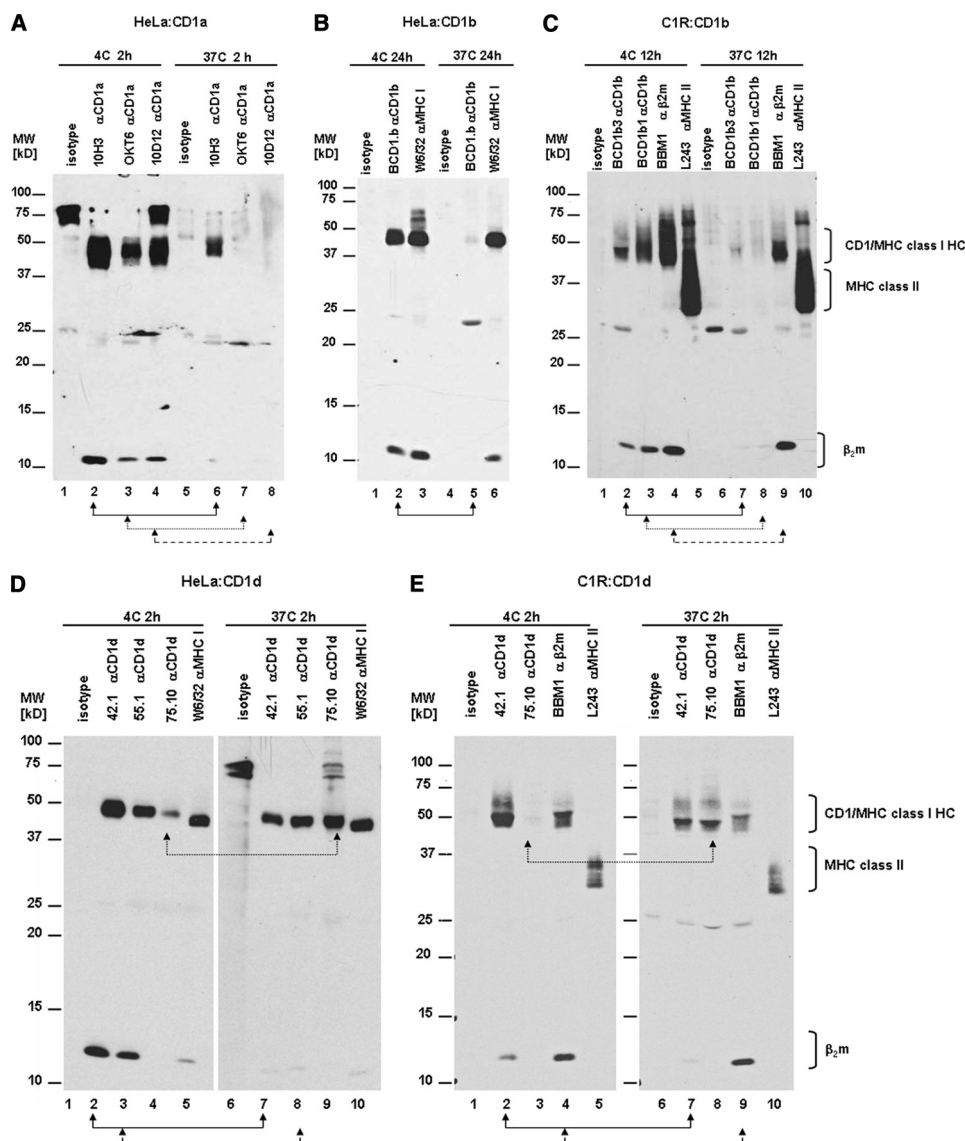 A
HeLa:CD1a
4C 2h
37C 2 h
MW
[kD]
isotype
10H3 αCD1a
OKT6 αCD1a
10D12 αCD1a
isotype
10H3 αCD1a
OKT6 αCD1a
10D12 αCD1a
100
75
50
37
25
20
15
10
1 2 3 4 5 6 7 8
B
HeLa:CD1b
4C 24h
37C 24h
MW
[kD]
isotype
BCD1.b αCD1b
W6/32 αMHC I
isotype
BCD1.b αCD1b
W6/32 αMHC I
100
75
50
37
25
20
15
10
1 2 3 4 5 6
C
C1R:CD1b
4C 12h
37C 12h
MW
[kD]
isotype
BCD1b3 αCD1b
BCD1b1 αCD1b
BBM1 α β2m
L243 αMHC II
isotype
BCD1b3 αCD1b
BCD1b1 αCD1b
BBM1 α β2m
L243 αMHC II
100
75
50
37
25
20
15
10
CD1/MHC class I HC
MHC class II
β₂m
1 2 3 4 5 6 7 8 9 10
D
HeLa:CD1d
4C 2h
37C 2h
MW
[kD]
isotype
42.1 αCD1d
55.1 αCD1d
75.10 αCD1d
W6/32 αMHC I
isotype
42.1 αCD1d
55.1 αCD1d
75.10 αCD1d
W6/32 αMHC I
100
75
50
37
25
20
15
10
1 2 3 4 5 6 7 8 9 10
E
C1R:CD1d
4C 2h
37C 2h
MW
[kD]
isotype
42.1 αCD1d
75.10 αCD1d
BBM1 α β2m
L243 αMHC II
isotype
42.1 αCD1d
75.10 αCD1d
BBM1 α β2m
L243 αMHC II
100
75
50
37
25
20
15
10
CD1/MHC class I HC
MHC class II
β₂m
1 2 3 4 5 6 7 8 9 10